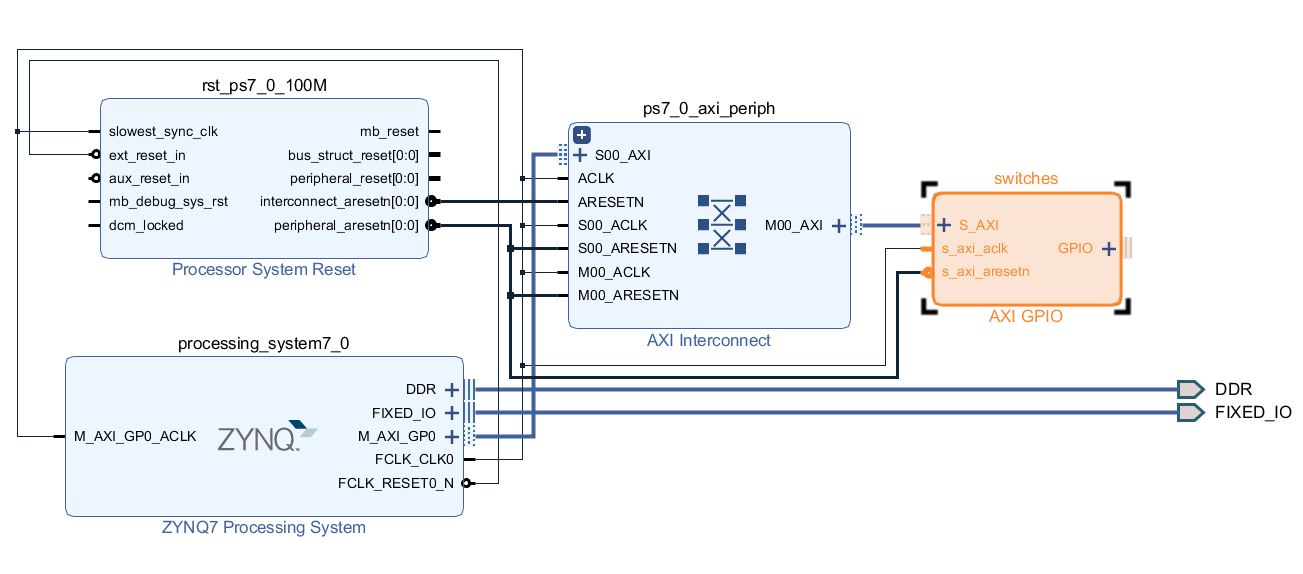 rst_ps7_0_100M
slowest_sync_clk
ext_reset_in
aux_reset_in
mb_debug_sys_rst
dcm_locked
mb_reset
bus_struct_reset[0:0]
peripheral_reset[0:0]
interconnect_aresetn[0:0]
peripheral_aresetn[0:0]
Processor System Reset
ps7_0_axi_periph
S00_AXI
ACLK
ARESETN
S00_ACLK
S00_ARESETN
M00_ACLK
M00_ARESETN
M00_AXI
AXI Interconnect
switches
S_AXI
s_axi_aclk
s_axi_aresetn
GPIO
AXI GPIO
processing_system7_0
M_AXI_GP0_ACLK
ZYNQ
DDR
FIXED_IO
M_AXI_GP0
FCLK_CLK0
FCLK_RESET0_N
ZYNQ7 Processing System
DDR
FIXED_IO